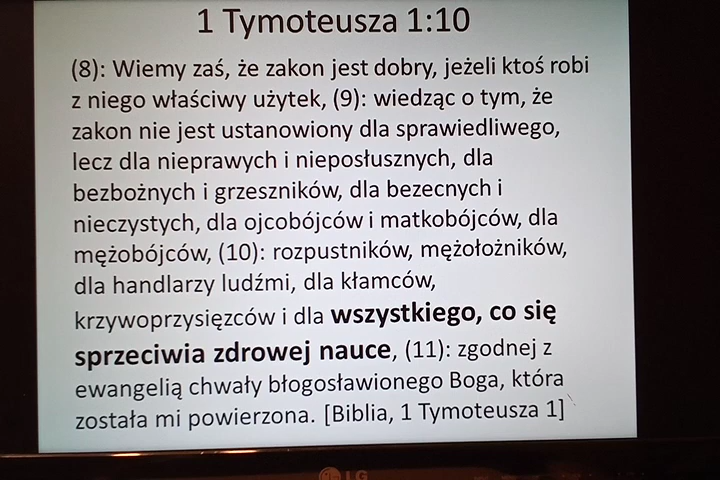 1 Tymoteusza 1:10
(8): Wiemy zaś, że zakon jest dobry, jeżeli ktoś robi
z niego właściwy użytek, (9): wiedząc o tym, że
zakon nie jest ustanowiony dla sprawiedliwego,
lecz dla nieprawych i nieposłusznych, dla
bezbożnych i grzeszników, dla bezecnych i
nieczystych, dla ojcobójców i matkobójców, dla
mężobójców, (10): rozpustników, mężołożników,
dla handlarzy ludźmi, dla kłamców,
krzywoprzysięzców i dla wszystkiego, co się
sprzeciwia zdrowej nauce, (11): zgodnej z
ewangelią chwały błogosławionego Boga, która
została mi powierzona. [Biblia, 1 Tymoteusza 1]
LG